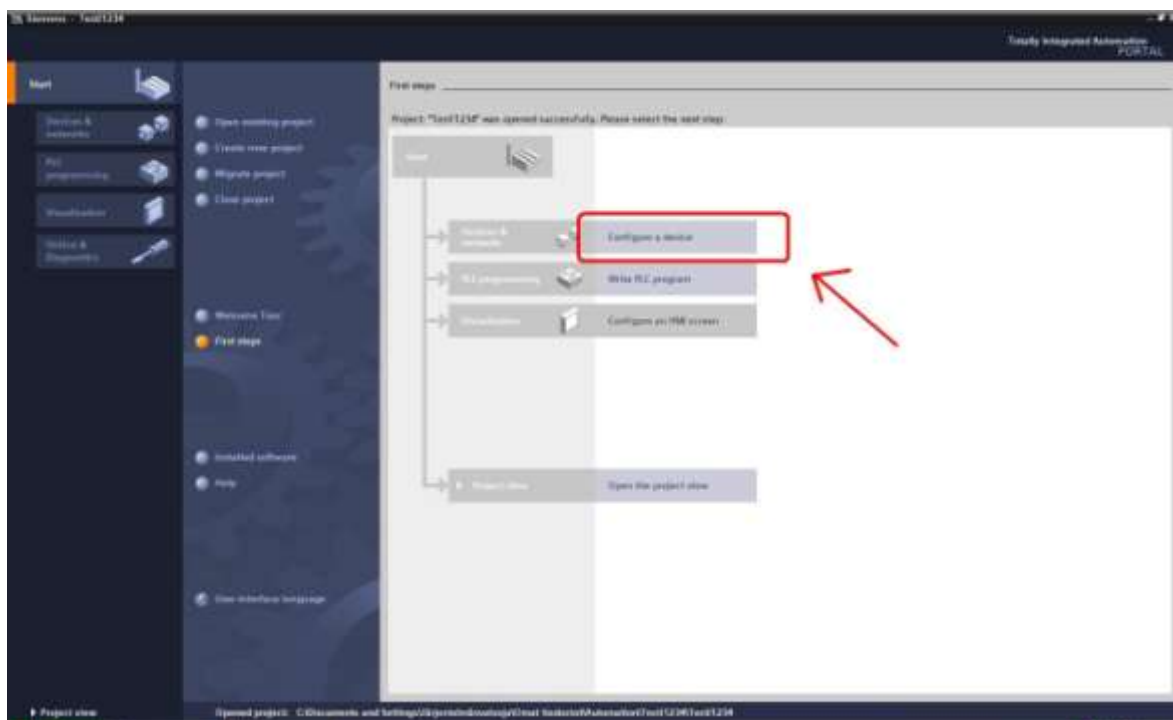 Siemens - Test1234
Totally Integrated Automation
PORTAL
Start
Devices &
networks
PLC
programming
Visualization
Online &
Diagnostics
Open existing project
Create new project
Migrate project
Close project
Welcome Tour
First steps
Installed software
Help
User interface language
First steps
Project: "Test1234" was opened successfully. Please select the next step:
Start
Devices &
networks
Configure a device
PLC programming
Write PLC program
Visualization
Configure an HMI screen
Project view
Open the project view
Project view
Opened project: C:\Documents and